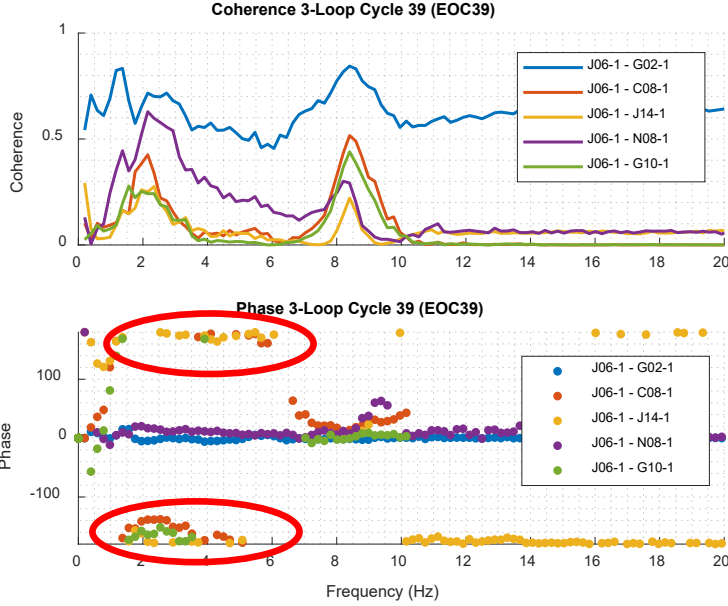 Coherence 3-Loop Cycle 39 (EOC39)
1
0.5
0
Coherence
J06-1 - G02-1
J06-1 - C08-1
J06-1 - J14-1
J06-1 - N08-1
J06-1 - G10-1
0 2 4 6 8 10 12 14 16 18 20
Phase 3-Loop Cycle 39 (EOC39)
100
0
-100
Phase
J06-1 - G02-1
J06-1 - C08-1
J06-1 - J14-1
J06-1 - N08-1
J06-1 - G10-1
0 2 4 6 8 10 12 14 16 18 20
Frequency (Hz)